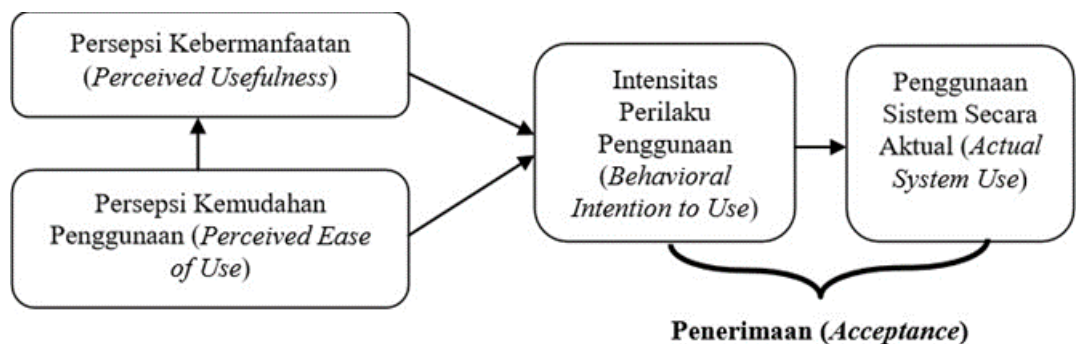 Persepsi Kebermanfaatan
(Perceived Usefulness)
Persepsi Kemudahan
Penggunaan (Perceived Ease
of Use)
Intensitas
Perilaku
Penggunaan
(Behavioral
Intention to Use)
Penggunaan
Sistem Secara
Aktual (Actual
System Use)
Penerimaan (Acceptance)